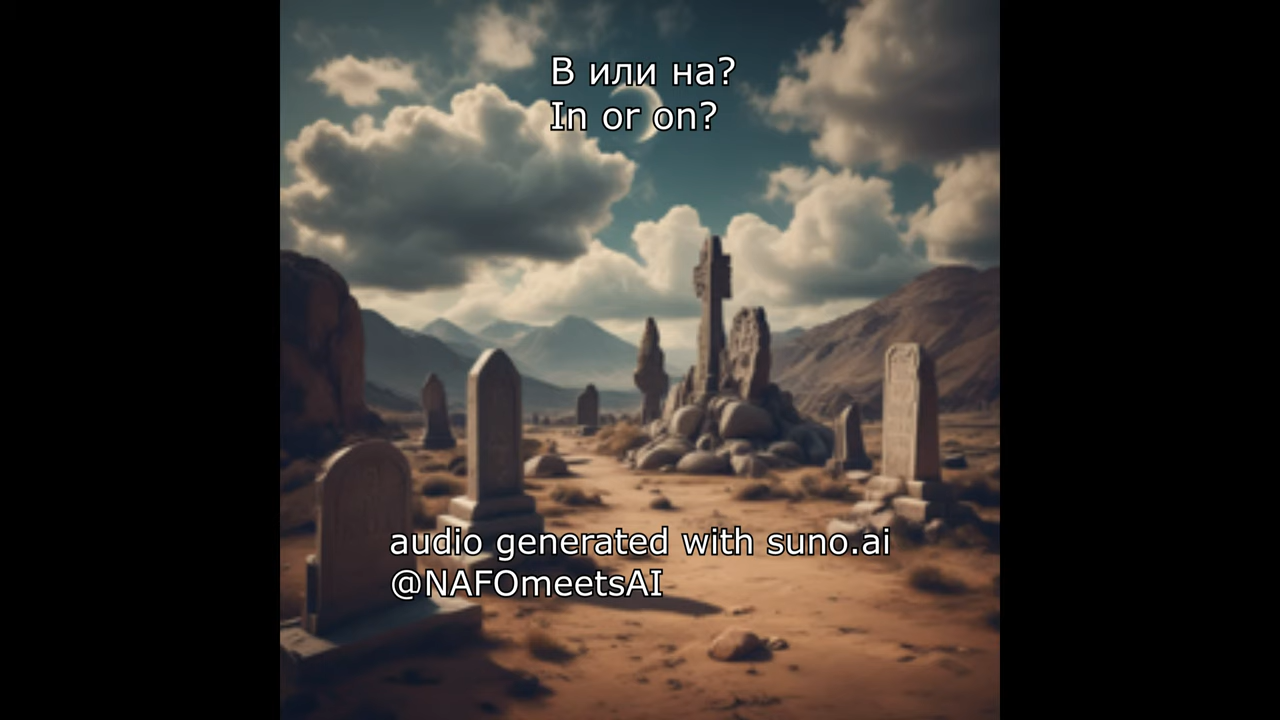 В или на?
In or on?
audio generated with suno.ai
@NAFOmeetsAI